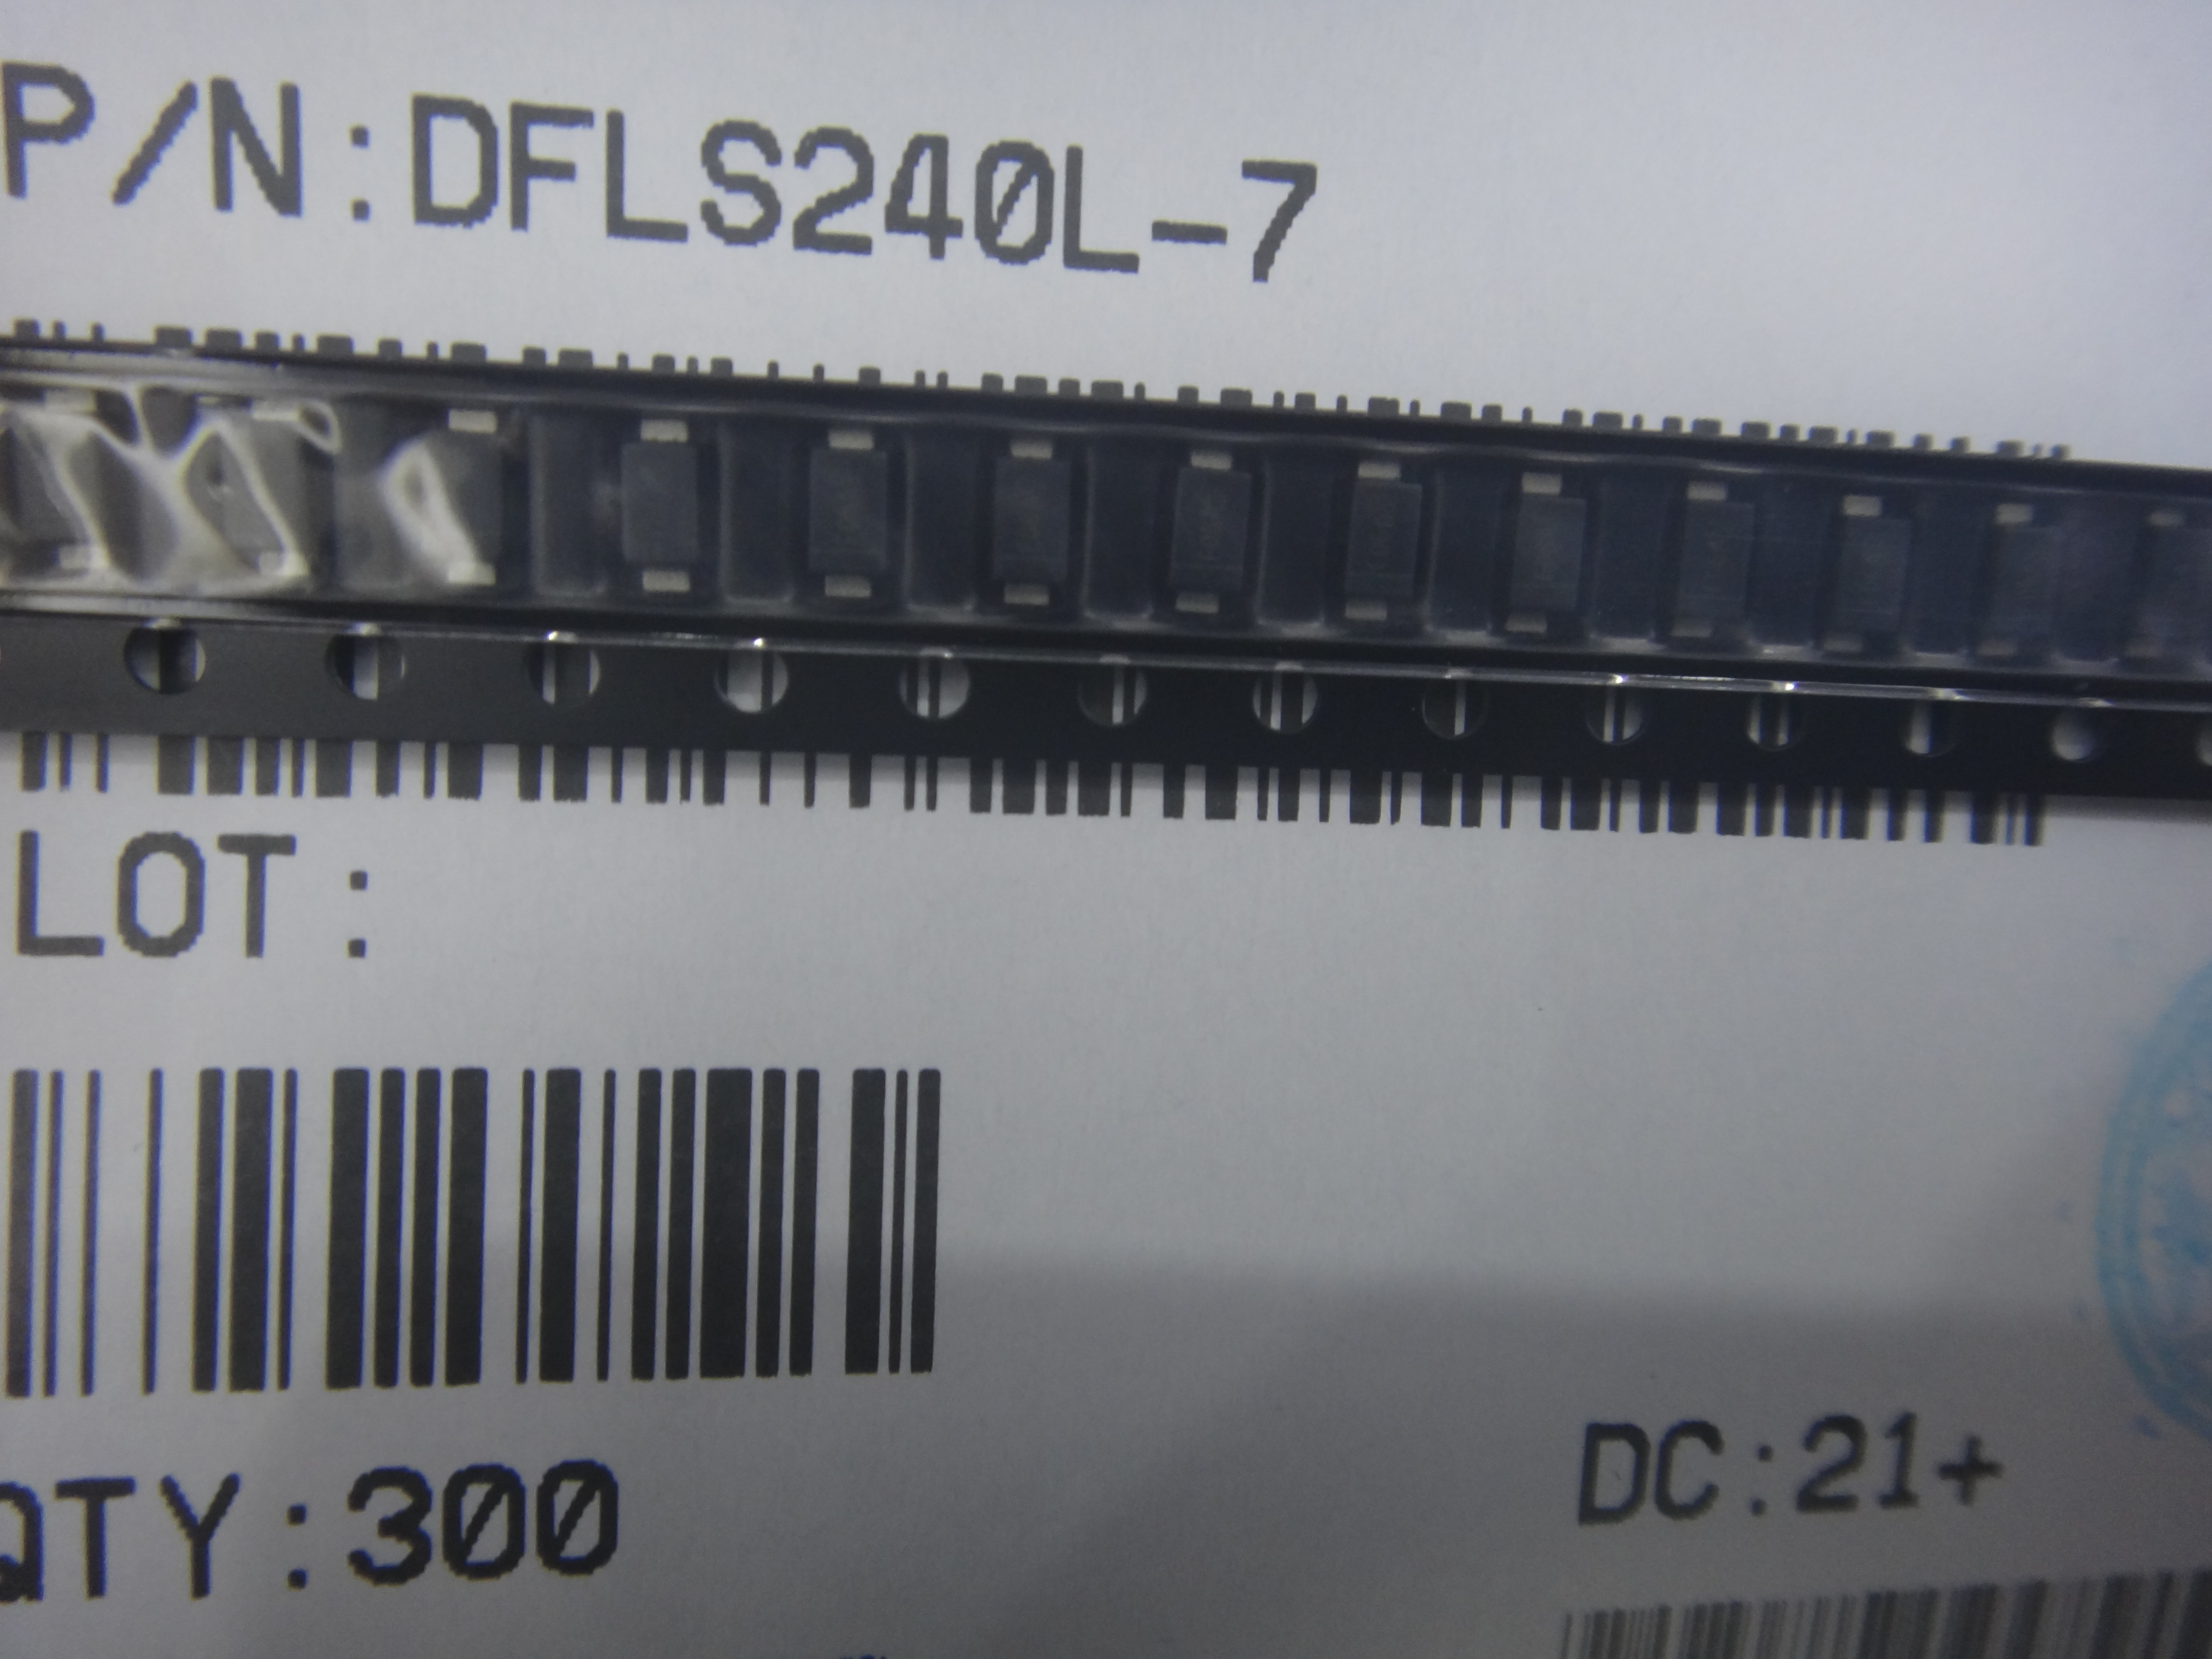 P/N:DFLS240L-7
LOT:
QTY:300
DC:21+